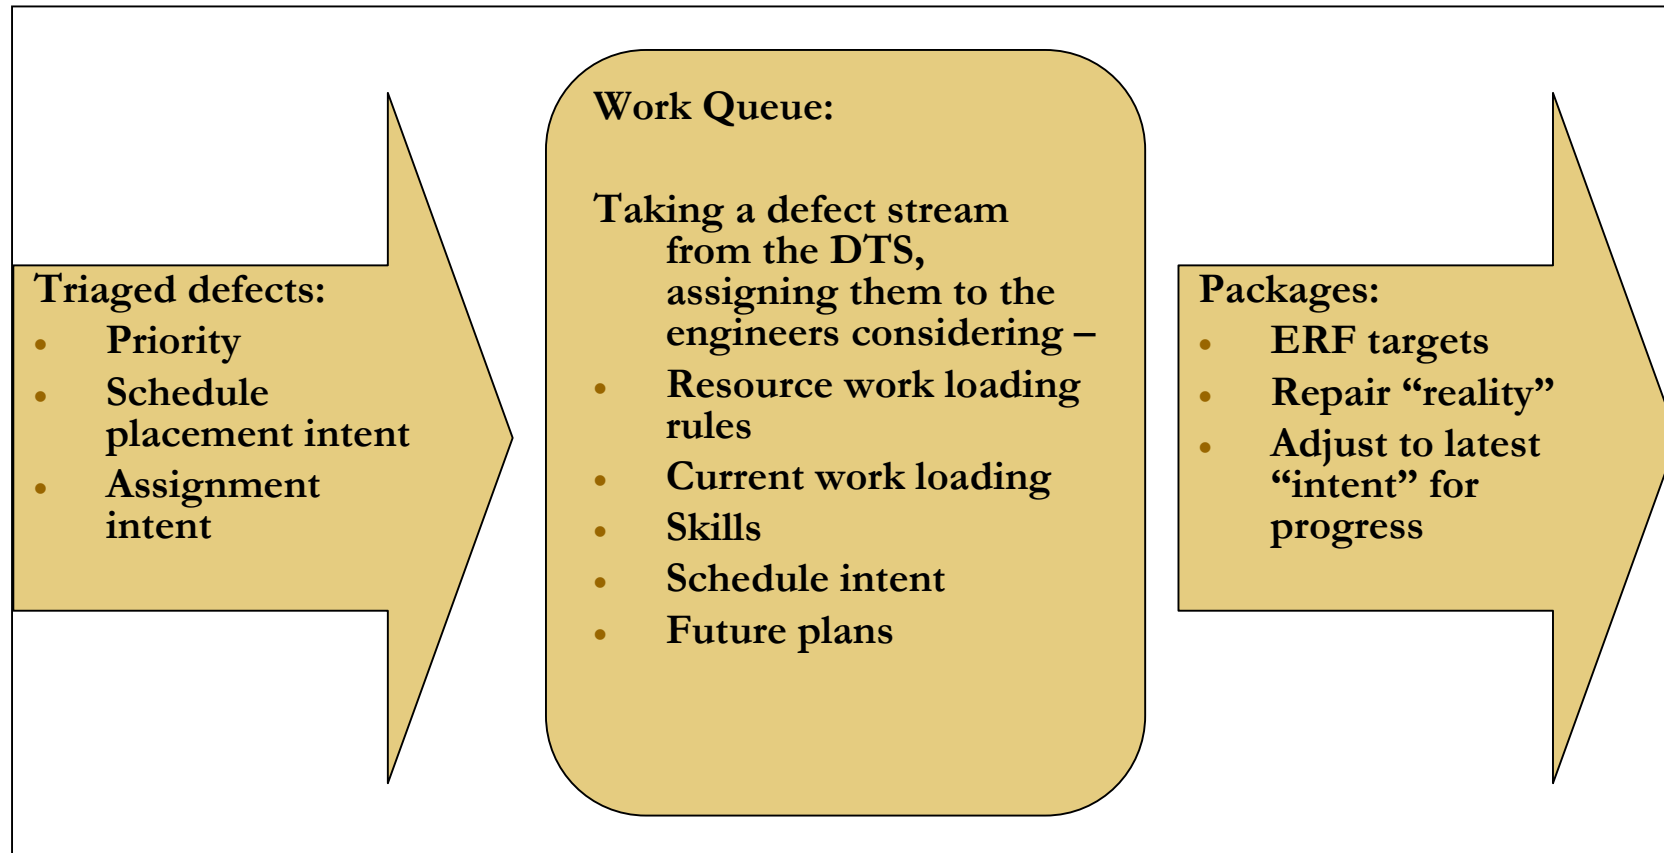 Triaged defects:
• Priority
• Schedule
placement intent
• Assignment
intent
Work Queue:
Taking a defect stream
from the DTS,
assigning them to the
engineers considering –
• Resource work loading
rules
• Current work loading
• Skills
• Schedule intent
• Future plans
Packages:
• ERF targets
• Repair “reality”
• Adjust to latest
“intent” for
progress